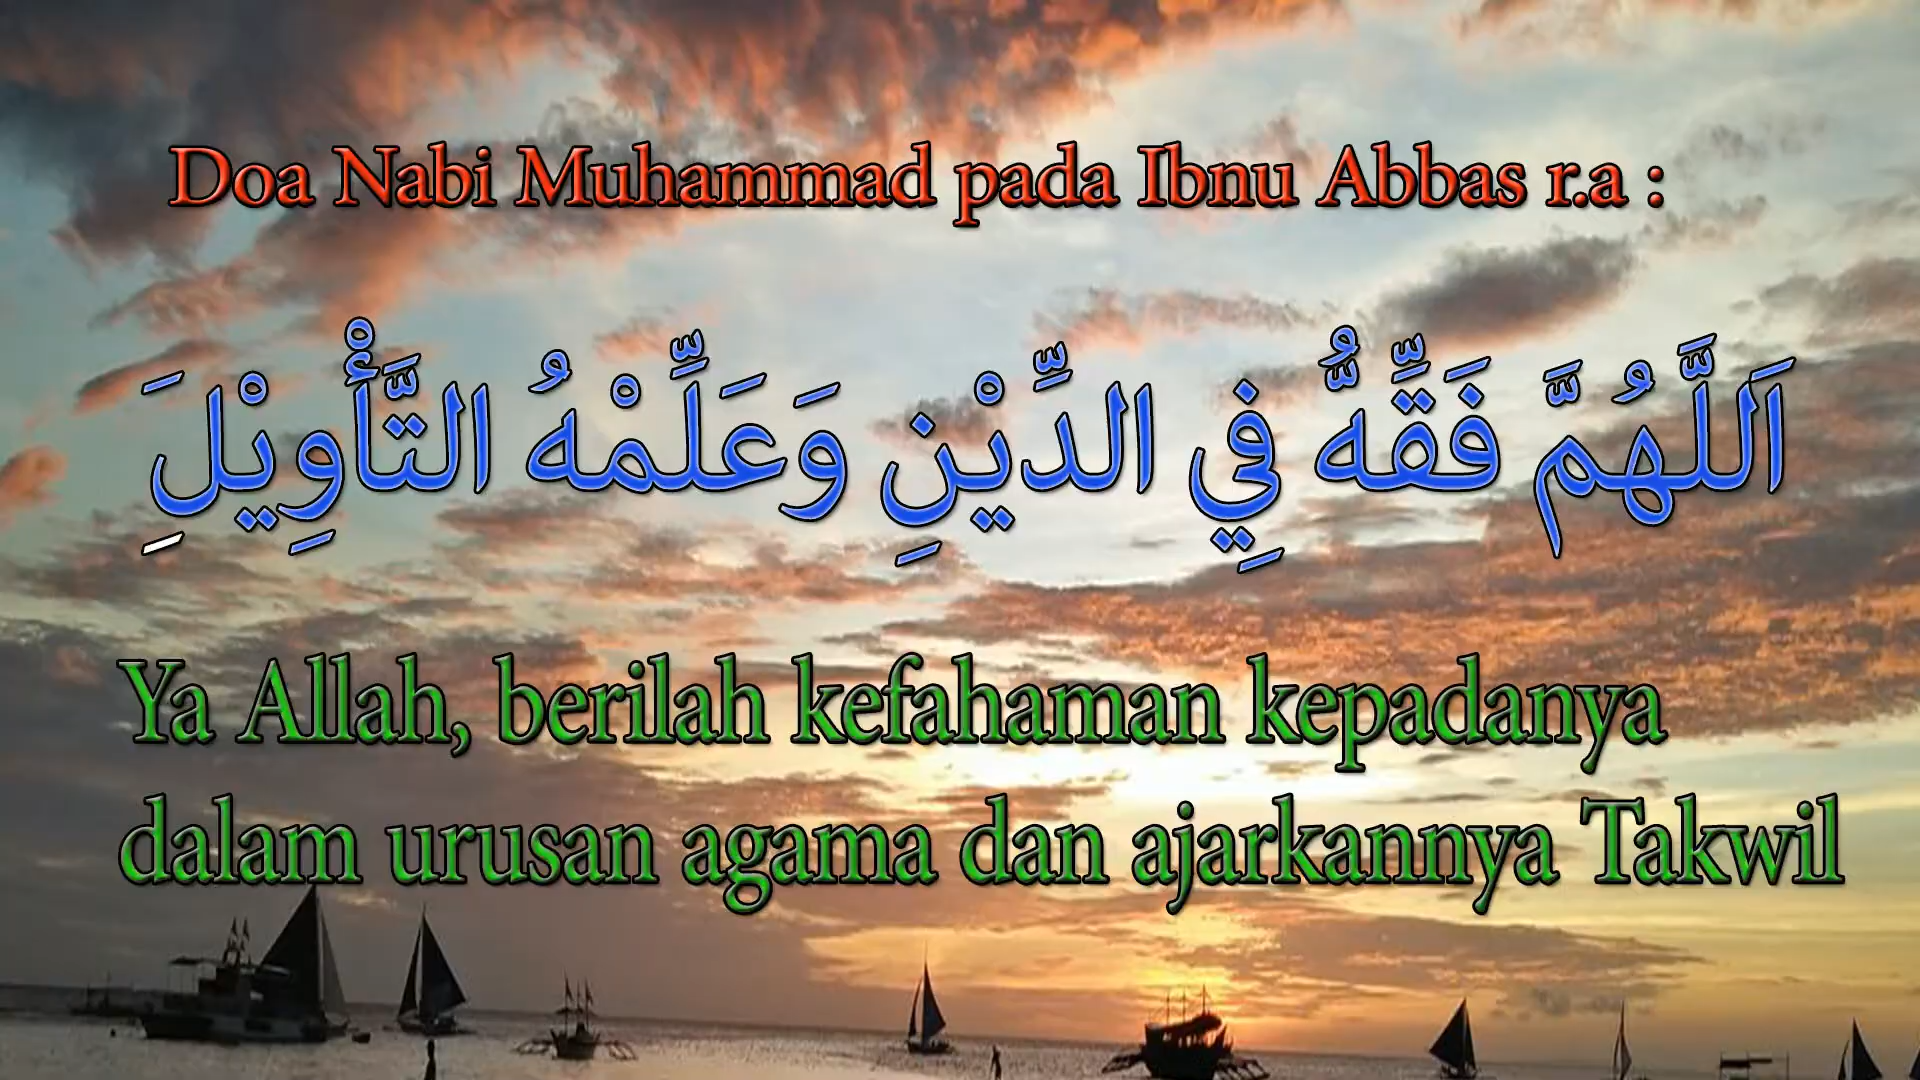 Doa Nabi Muhammad pada Ibnu Abbas r.a :
اَللَّهُمَّ فَقِّهُّ فِي الدِّيْنِ وَعَلِّمْهُ التَّأْوِيْلَِ
Ya Allah, berilah kefahaman kepadanya
dalam urusan agama dan ajarkannya Takwil